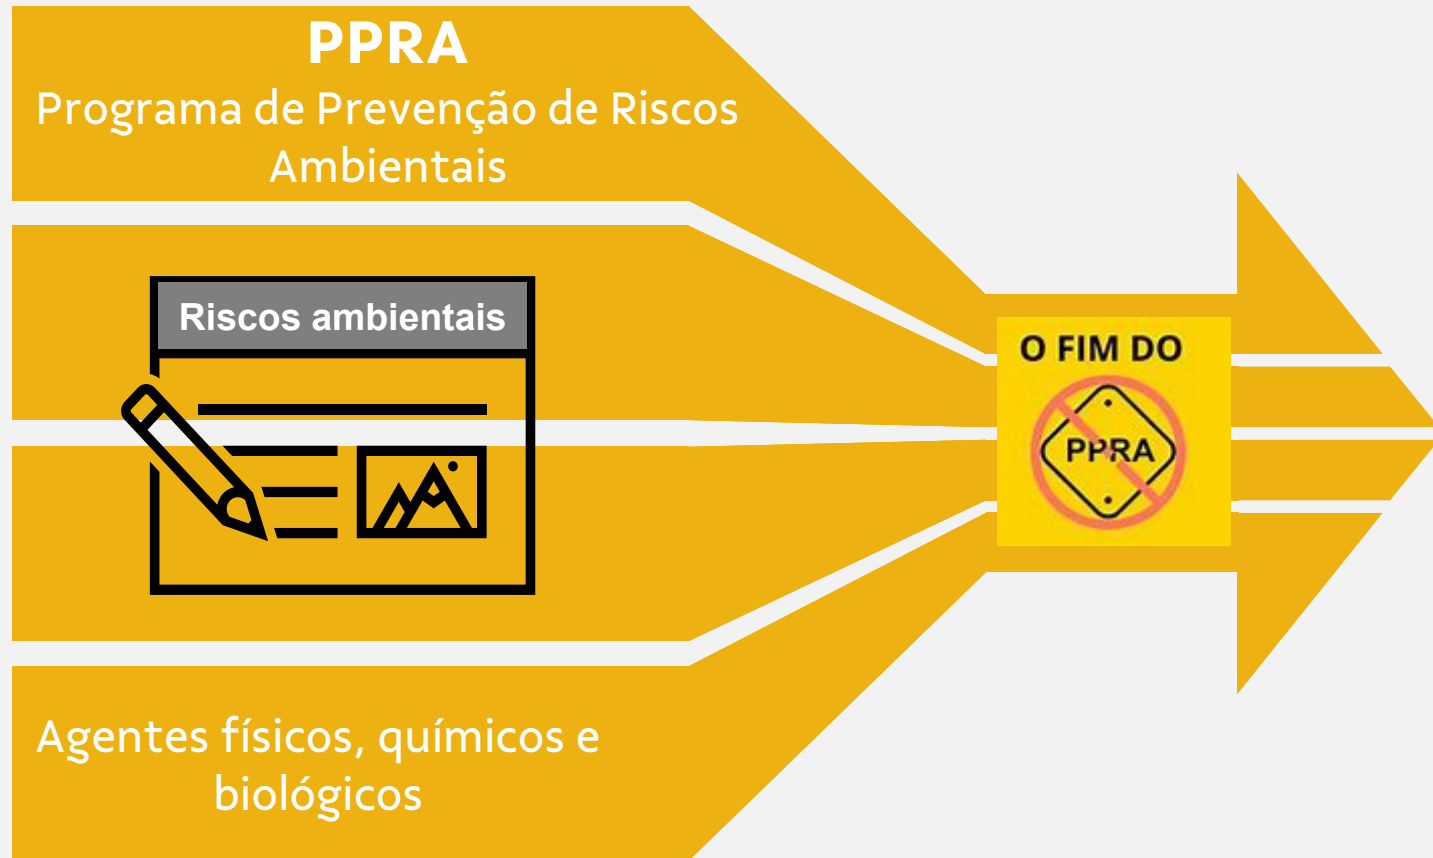 PPRA
Programa de Prevenção de Riscos
Ambientais
Riscos ambientais
O FIM DO
PPRA
Agentes físicos, químicos e
biológicos